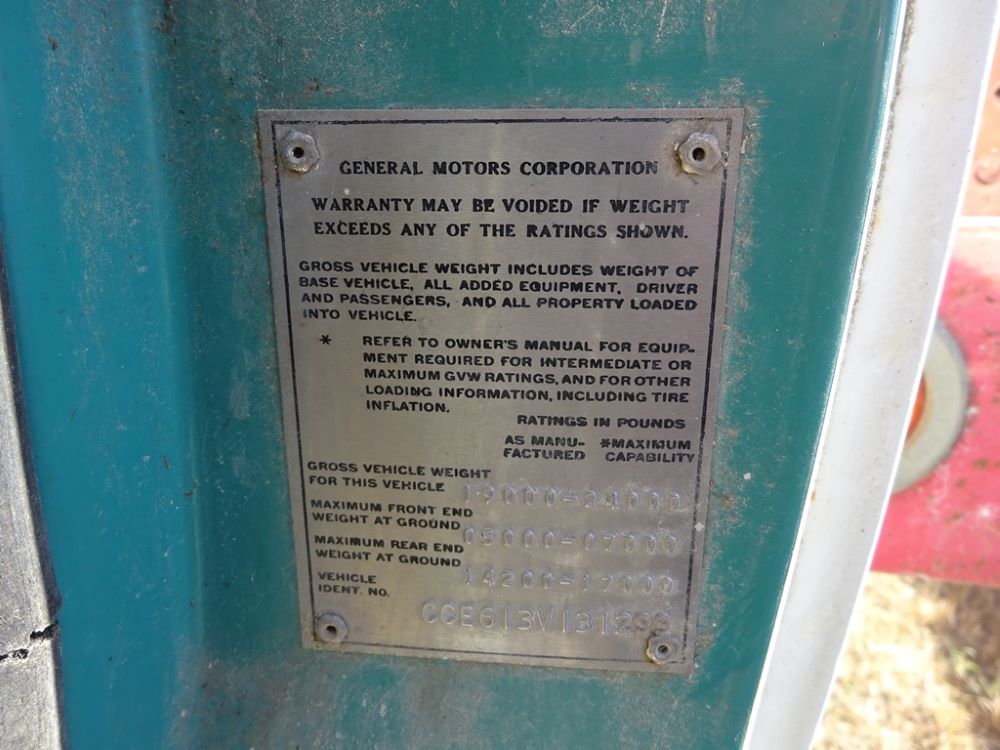 GENERAL MOTORS CORPORATION
WARRANTY MAY BE VOIDED IF WEIGHT
EXCEEDS ANY OF THE RATINGS SHOWN.
GROSS VEHICLE WEIGHT INCLUDES WEIGHT OF
BASE VEHICLE, ALL ADDED EQUIPMENT, DRIVER
AND PASSENGERS, AND ALL PROPERTY LOADED
INTO VEHICLE.
* REFER TO OWNER'S MANUAL FOR EQUIP-
MENT REQUIRED FOR INTERMEDIATE OR
MAXIMUM GVW RATINGS, AND FOR OTHER
LOADING INFORMATION, INCLUDING TIRE
INFLATION.
RATINGS IN POUNDS
AS MANU- *MAXIMUM
FACTURED CAPABILITY
GROSS VEHICLE WEIGHT
FOR THIS VEHICLE 19000-24000
MAXIMUM FRONT END
WEIGHT AT GROUND 05000-07000
MAXIMUM REAR END
WEIGHT AT GROUND 14200-17000
VEHICLE
IDENT. NO. CCE613V131299